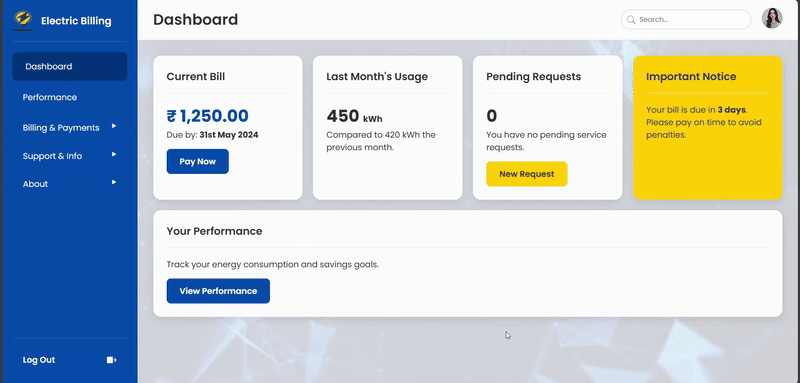 Electric Billing
Dashboard
Performance
Billing & Payments
Support & Info
About
Log Out
Dashboard
Search...
Current Bill
₹ 1,250.00
Due by: 31st May 2024
Pay Now
Last Month's Usage
450 kWh
Compared to 420 kWh the
previous month.
Pending Requests
0
You have no pending service
requests.
New Request
Important Notice
Your bill is due in 3 days.
Please pay on time to avoid
penalties.
Your Performance
Track your energy consumption and savings goals.
View Performance